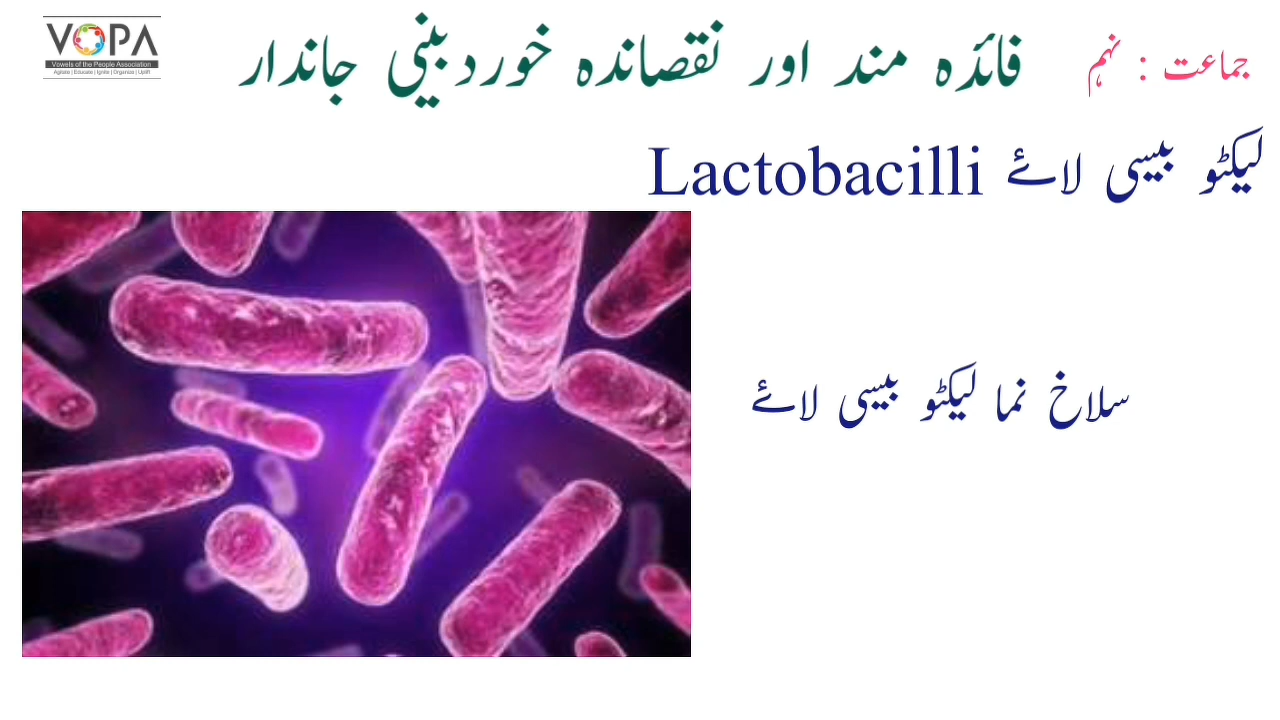 VOPA
Vowels of the People Association
Agitate | Educate | Ignite | Organize | Uplift
جماعت : نہم
فائدہ مند اور نقصاندہ خوردبینی جاندار
لیکٹو بیسی لائے Lactobacilli
سلاخ نما لیکٹو بیسی لائے